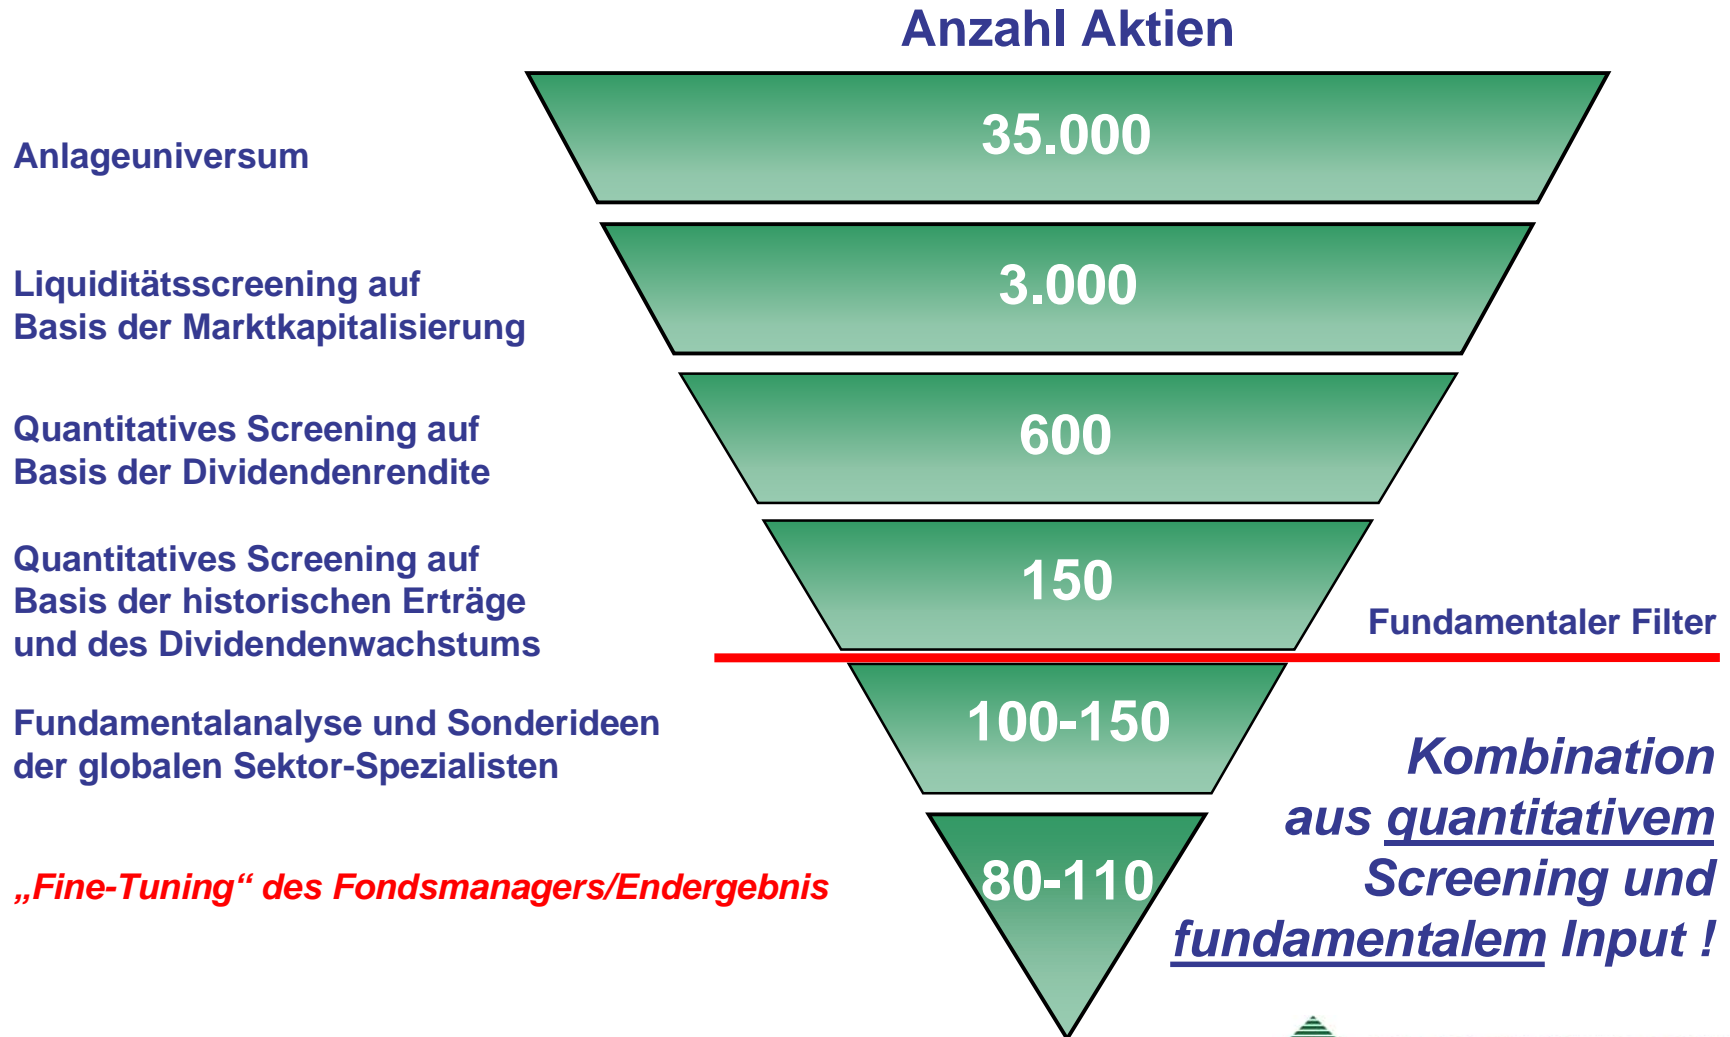 Anzahl Aktien
Anlageuniversum
35.000
Liquiditätsscreening auf
Basis der Marktkapitalisierung
3.000
Quantitatives Screening auf
Basis der Dividendenrendite
600
Quantitatives Screening auf
Basis der historischen Erträge
und des Dividendenwachstums
150
Fundamentaler Filter
Fundamentalanalyse und Sonderideen
der globalen Sektor-Spezialisten
100-150
„Fine-Tuning“ des Fondsmanagers/Endergebnis
80-110
Kombination
aus quantitativem
Screening und
fundamentalem Input !